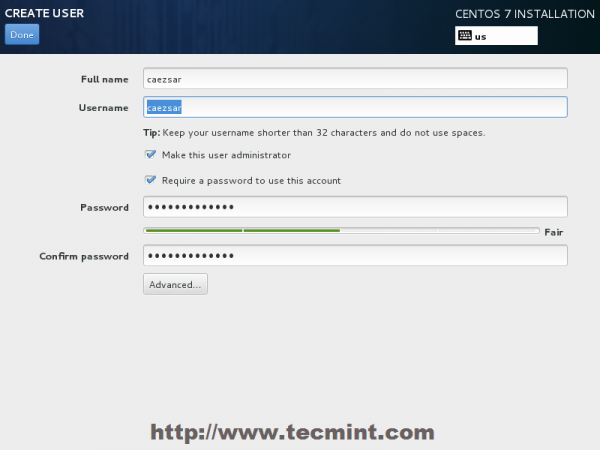 CREATE USER
CENTOS 7 INSTALLATION
Done
us
Full name
caezsar
Username
caezsar
Tip: Keep your username shorter than 32 characters and do not use spaces.
Make this user administrator
Require a password to use this account
Password
•••••••••••••
Fair
Confirm password
•••••••••••••
Advanced...
http://www.tecmint.com